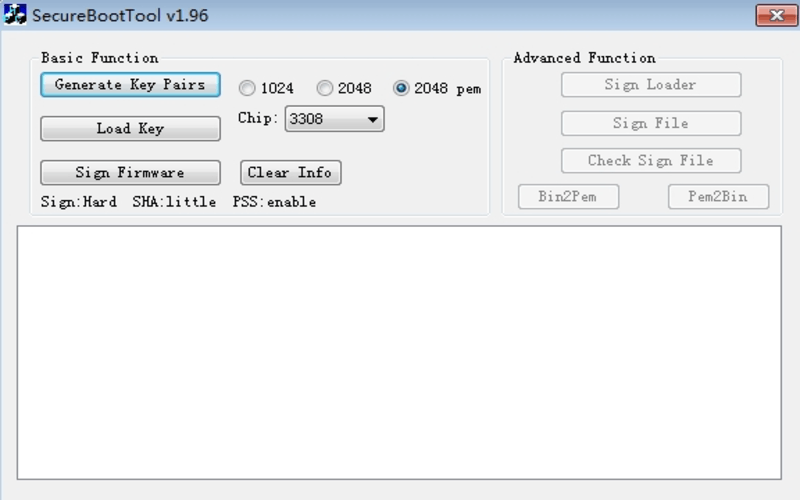 SecureBootTool v1.96
Basic Function
Generate Key Pairs
1024
2048
2048 pem
Chip: 3308
Load Key
Sign Firmware
Clear Info
Sign:Hard SHA:little PSS:enable
Advanced Function
Sign Loader
Sign File
Check Sign File
Bin2Pem
Pem2Bin